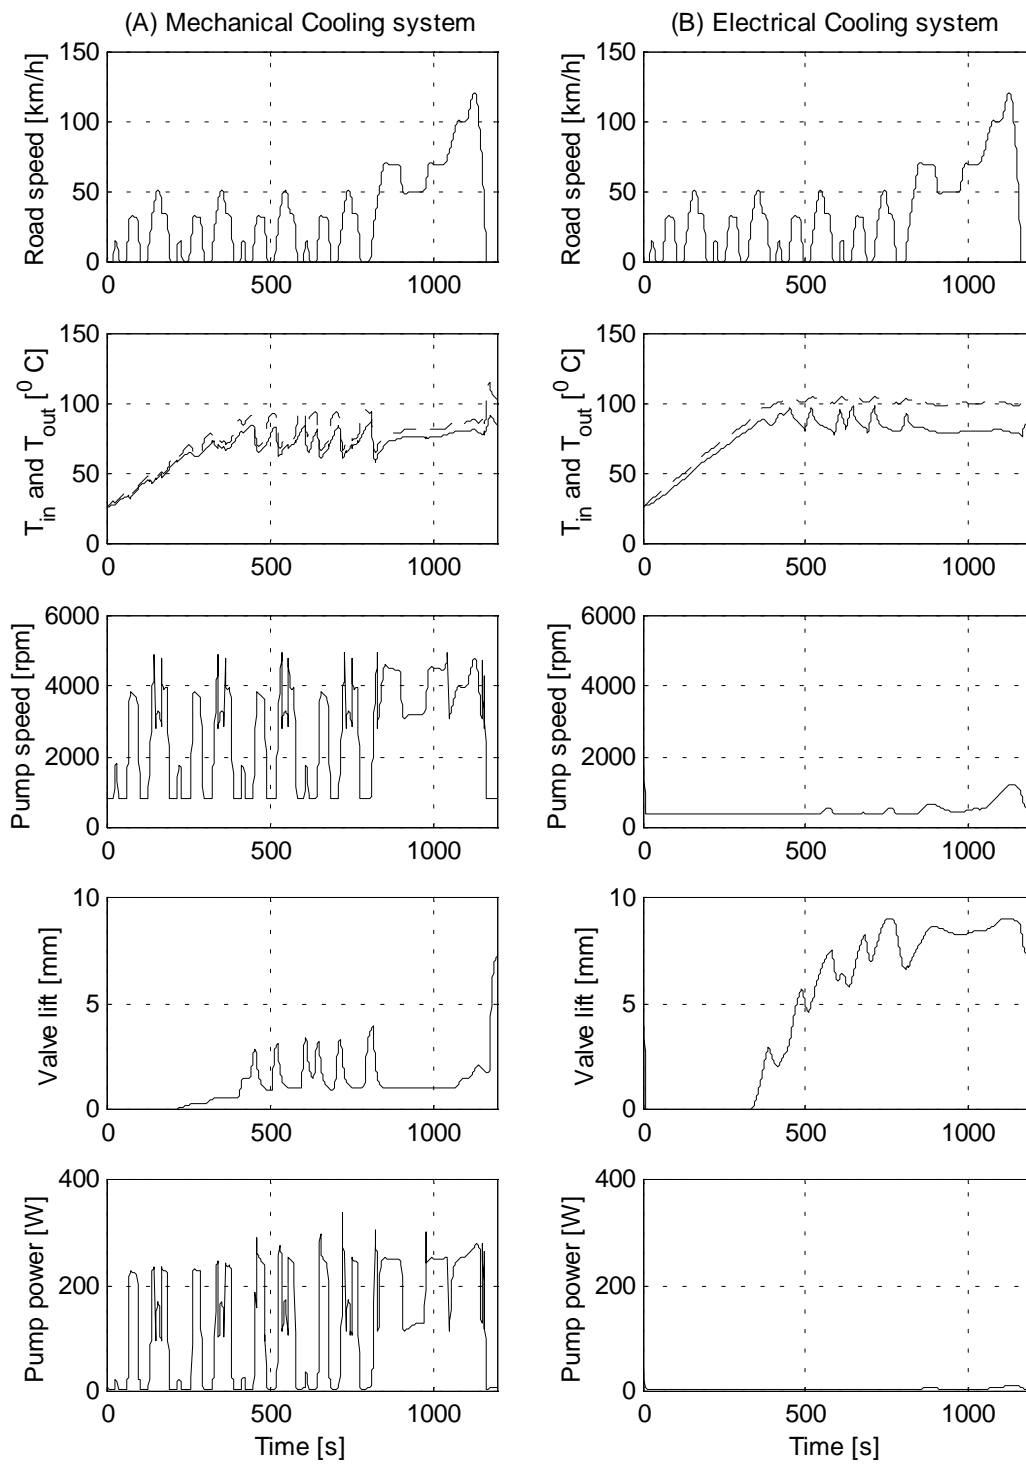 (A) Mechanical Cooling system (B) Electrical Cooling system
Road speed [km/h] 150 100 50 0 0 500 1000
Road speed [km/h] 150 100 50 0 0 500 1000
T_in and T_out [⁰ C] 150 100 50 0 0 500 1000
T_in and T_out [⁰ C] 150 100 50 0 0 500 1000
Pump speed [rpm] 6000 4000 2000 0 0 500 1000
Pump speed [rpm] 6000 4000 2000 0 0 500 1000
Valve lift [mm] 10 5 0 0 500 1000
Valve lift [mm] 10 5 0 0 500 1000
Pump power [W] 400 200 0 0 500 1000
Pump power [W] 400 200 0 0 500 1000
Time [s] Time [s]